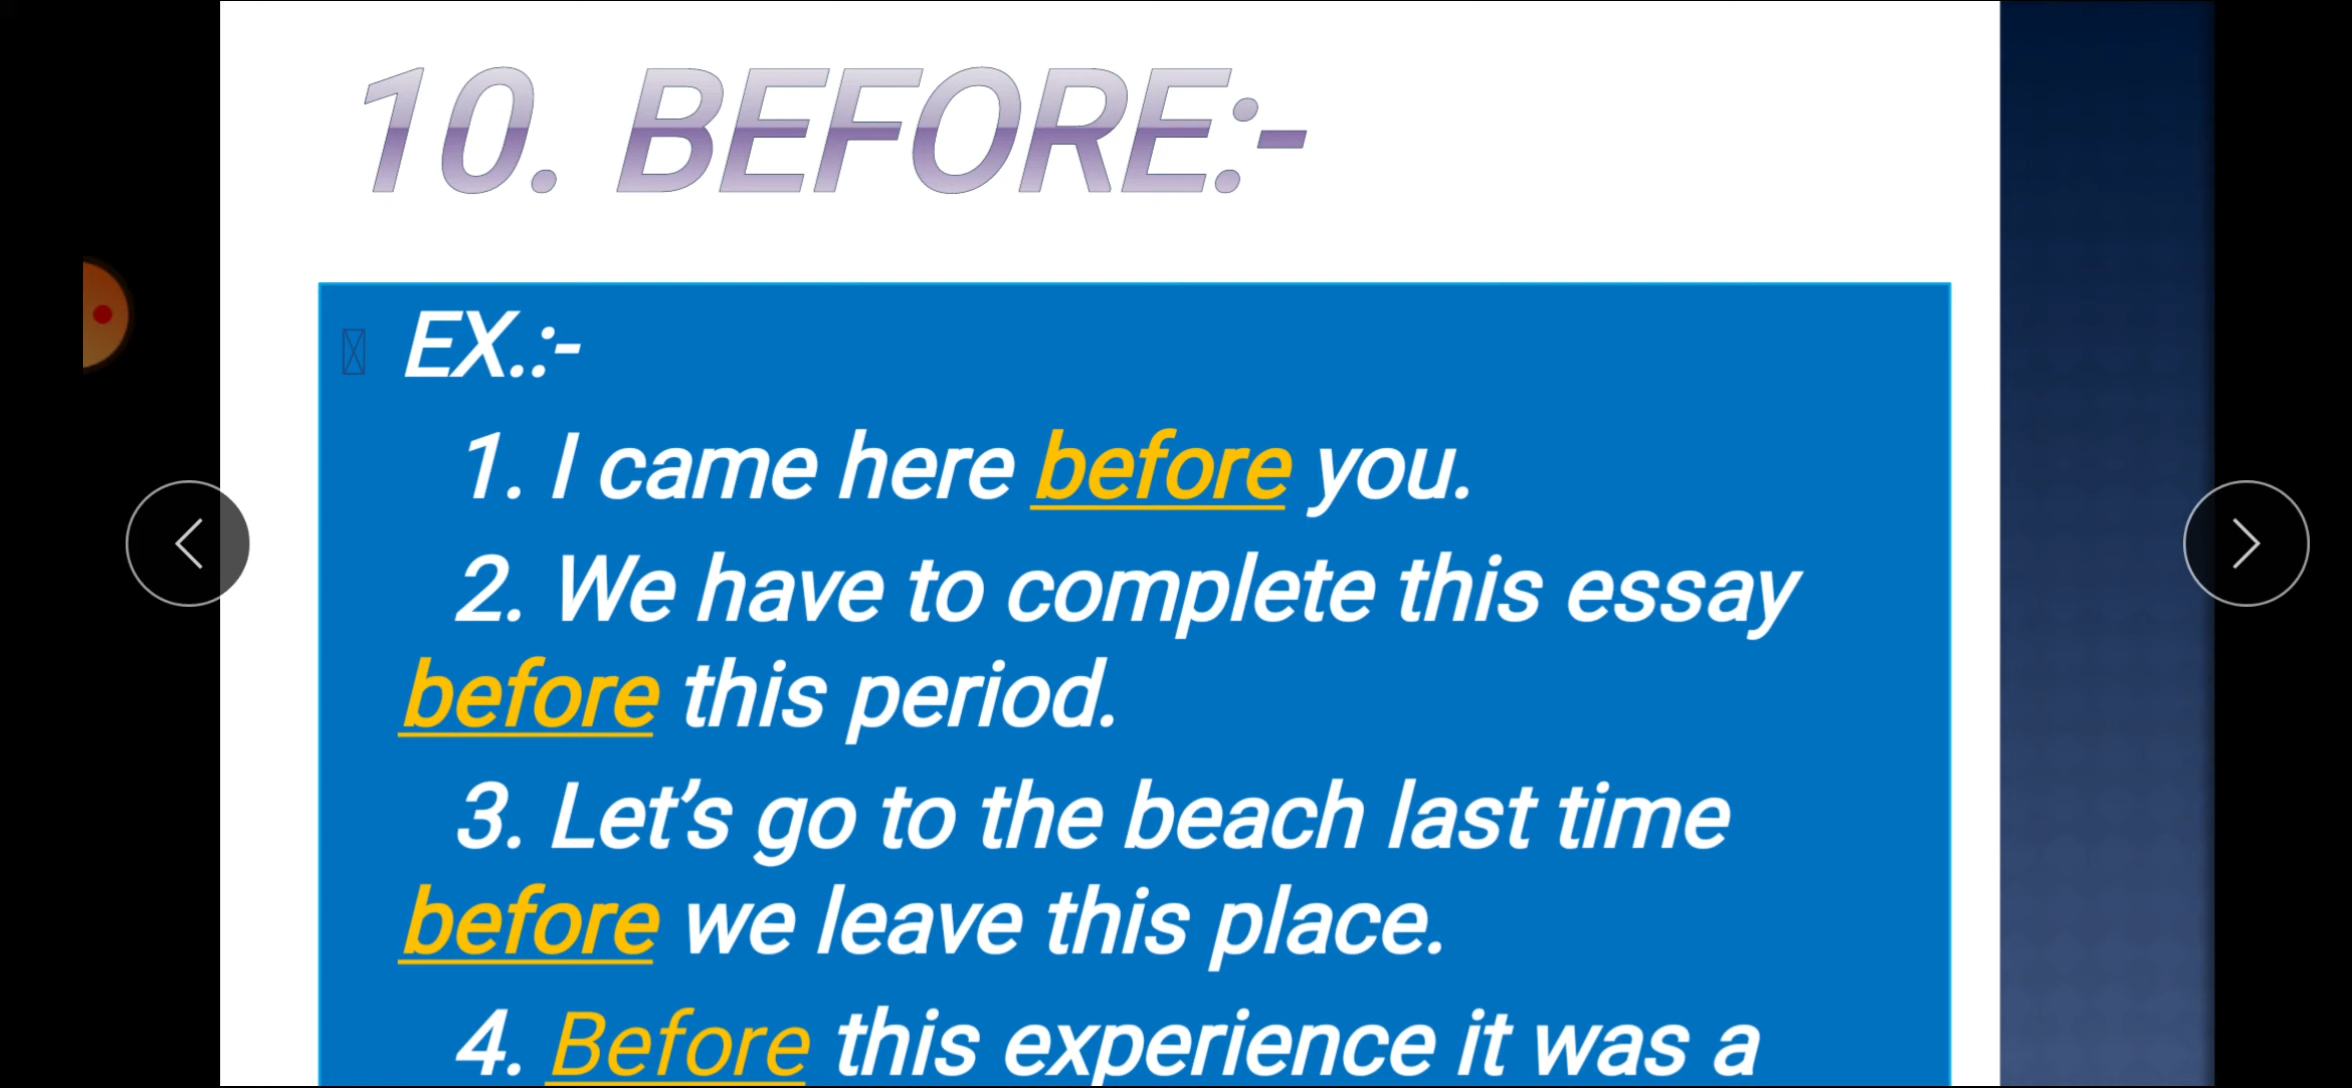 10. BEFORE:-
EX.:-
1. I came here before you.
2. We have to complete this essay
before this period.
3. Let's go to the beach last time
before we leave this place.
4. Before this experience it was a